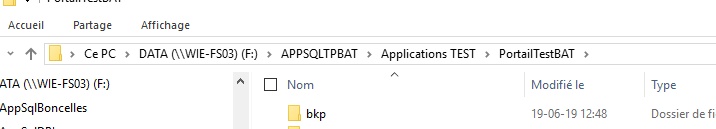 PortailTestBAT
Accueil Partage Affichage
Ce PC > DATA (\\WIE-FS03) (F:) > APPSQLTPBAT > Applications TEST > PortailTestBAT >
ATA (\\WIE-FS03) (F:)
Nom Modifié le Type
AppSqlBoncelles
bkp 19-06-19 12:48 Dossier de fi